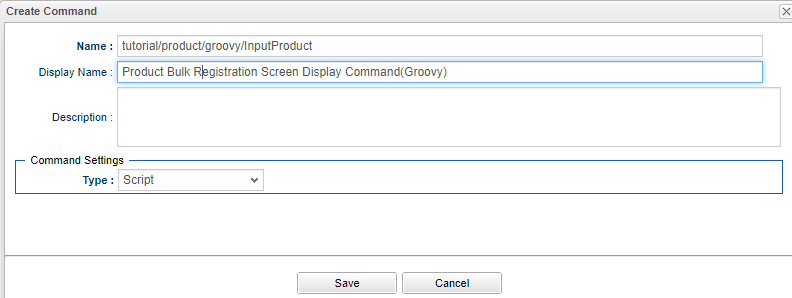 Create Command
Name : tutorial/product/groovy/InputProduct
Display Name : Product Bulk Registration Screen Display Command(Groovy)
Description :
Command Settings
Type : Script
Save Cancel